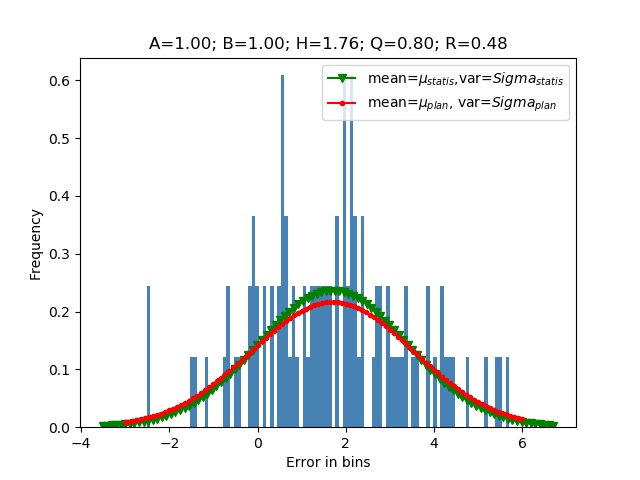 A=1.00; B=1.00; H=1.76; Q=0.80; R=0.48
mean=μstatis,var=Sigmastatis
mean=μplan, var=Sigmaplan
0.6
0.5
0.4
0.3
0.2
0.1
0.0
Frequency
−4 −2 0 2 4 6
Error in bins